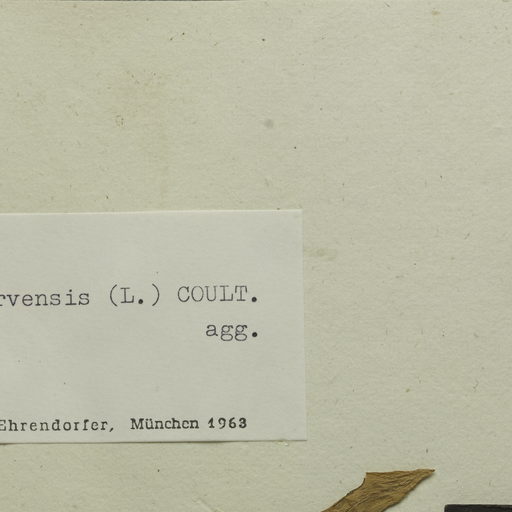 rvensis (L.) COULT.
agg.
Ehrendorfer, München 1963